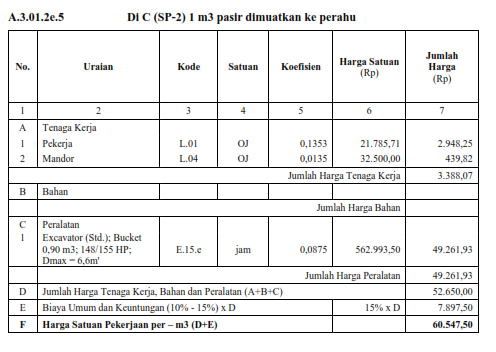 A.3.01.2e.5 Di C (SP-2) 1 m3 pasir dimuatkan ke perahu
No. Uraian Kode Satuan Koefisien Harga Satuan (Rp) Jumlah Harga (Rp)
1 2 3 4 5 6 7
A Tenaga Kerja
1 Pekerja L.01 OJ 0,1353 21.785,71 2.948,25
2 Mandor L.04 OJ 0,0135 32.500,00 439,82
Jumlah Harga Tenaga Kerja 3.388,07
B Bahan
Jumlah Harga Bahan
C Peralatan
1 Excavator (Std.); Bucket
0,90 m3; 148/155 HP; E.15.e jam 0,0875 562.993,50 49.261,93
Dmax = 6,6m'
Jumlah Harga Peralatan 49.261,93
D Jumlah Harga Tenaga Kerja, Bahan dan Peralatan (A+B+C) 52.650,00
E Biaya Umum dan Keuntungan (10% - 15%) x D 15% x D 7.897,50
F Harga Satuan Pekerjaan per – m3 (D+E) 60.547,50